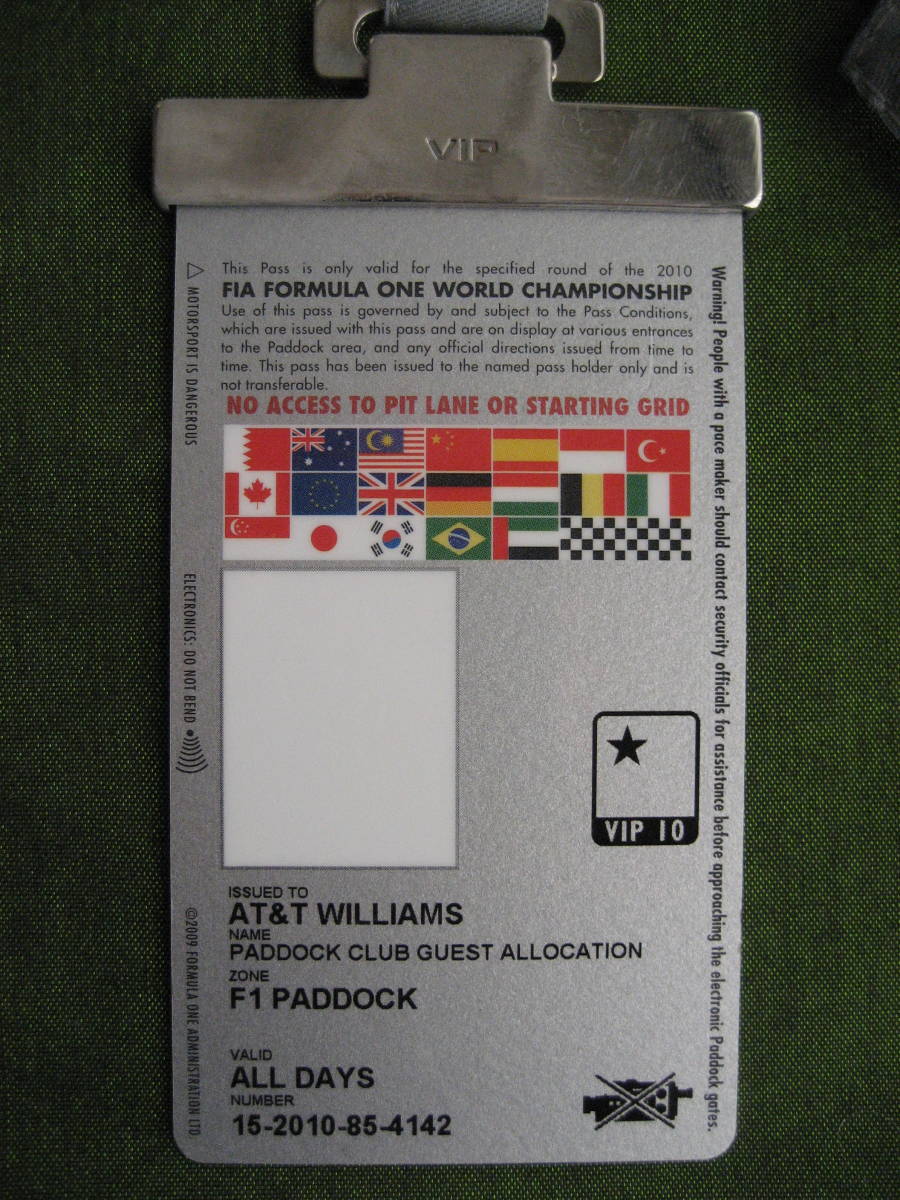 VIP
This Pass is only valid for the specified round of the 2010
FIA FORMULA ONE WORLD CHAMPIONSHIP
Use of this pass is governed by and subject to the Pass Conditions,
which are issued with this pass and are on display at various entrances
to the Paddock area, and any official directions issued from time to
time. This pass has been issued to the named pass holder only and is
not transferable.
NO ACCESS TO PIT LANE OR STARTING GRID
MOTORSPORT IS DANGEROUS
ELECTRONICS: DO NOT BEND
©2009 FORMULA ONE ADMINISTRATION LTD
Warning! People with a pace maker should contact security officials for assistance before approaching the electronic Paddock gates.
VIP 10
ISSUED TO
AT&T WILLIAMS
NAME
PADDOCK CLUB GUEST ALLOCATION
ZONE
F1 PADDOCK
VALID
ALL DAYS
NUMBER
15-2010-85-4142